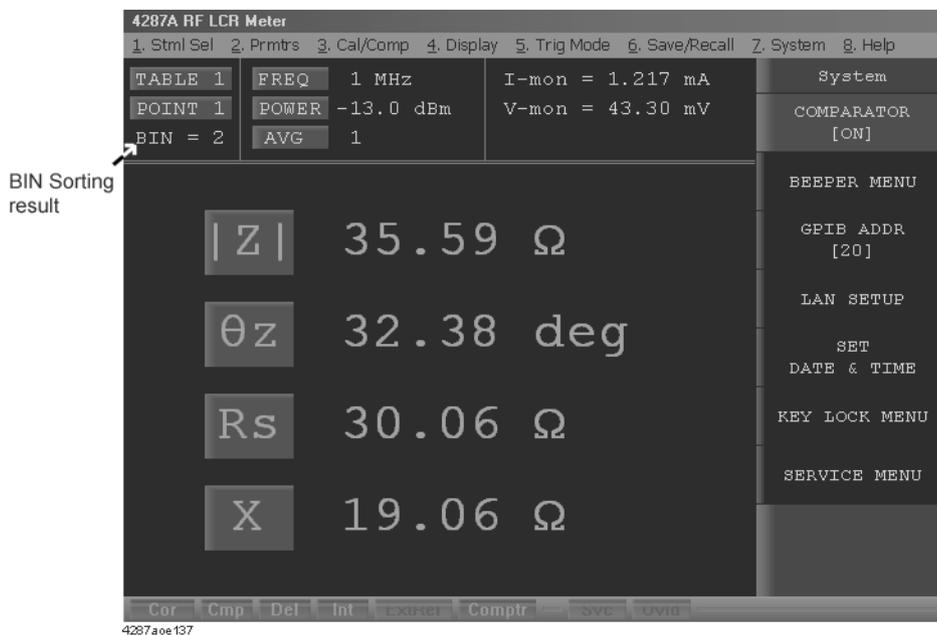 4287A RF LCR Meter
1. Stml Sel 2. Prmtrs 3. Cal/Comp 4. Display 5. Trig Mode 6. Save/Recall 7. System 8. Help
TABLE 1 FREQ 1 MHz I-mon = 1.217 mA
POINT 1 POWER -13.0 dBm V-mon = 43.30 mV
BIN = 2 AVG 1
System
COMPARATOR
[ON]
BEEPER MENU
GPIB ADDR
[20]
LAN SETUP
SET
DATE & TIME
KEY LOCK MENU
SERVICE MENU
BIN Sorting
result
|Z| 35.59 Ω
θz 32.38 deg
Rs 30.06 Ω
X 19.06 Ω
Cor Cmp Del Int ExtRef Comptr Svc Ovld
4287aoe137